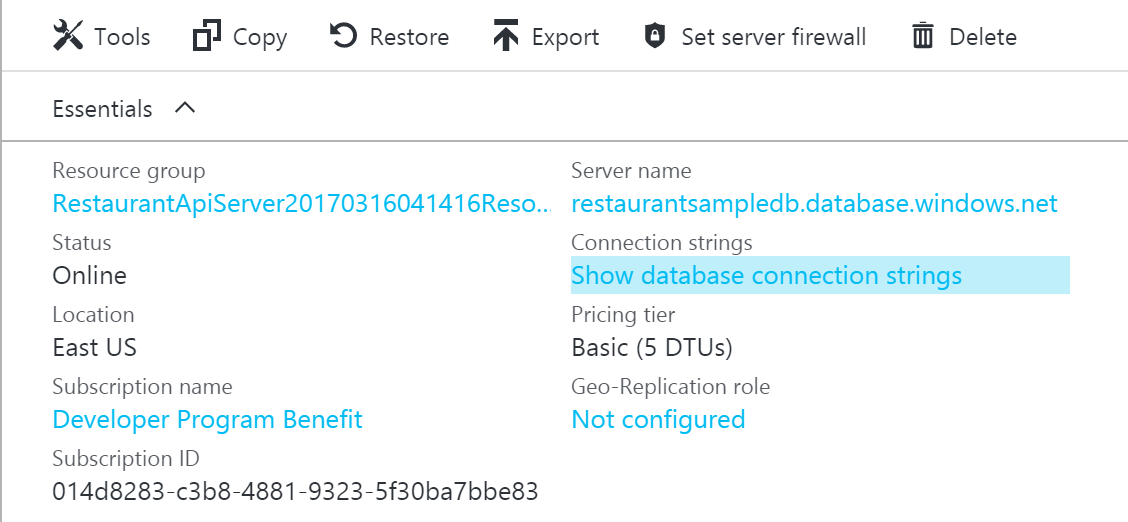 Tools Copy Restore Export Set server firewall Delete
Essentials
Resource group
RestaurantApiServer20170316041416Reso...
Server name
restaurantsampledb.database.windows.net
Status
Online
Connection strings
Show database connection strings
Location
East US
Pricing tier
Basic (5 DTUs)
Subscription name
Developer Program Benefit
Geo-Replication role
Not configured
Subscription ID
014d8283-c3b8-4881-9323-5f30ba7bbe83